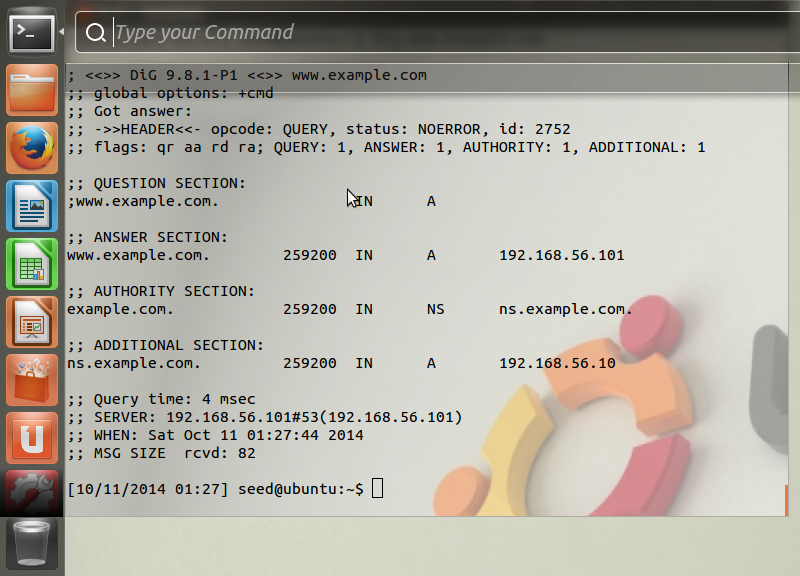 Type your Command
; <<>> DiG 9.8.1-P1 <<>> www.example.com
;; global options: +cmd
;; Got answer:
;; ->>HEADER<<- opcode: QUERY, status: NOERROR, id: 2752
;; flags: qr aa rd ra; QUERY: 1, ANSWER: 1, AUTHORITY: 1, ADDITIONAL: 1
;; QUESTION SECTION:
;www.example.com. IN A
;; ANSWER SECTION:
www.example.com. 259200 IN A 192.168.56.101
;; AUTHORITY SECTION:
example.com. 259200 IN NS ns.example.com.
;; ADDITIONAL SECTION:
ns.example.com. 259200 IN A 192.168.56.10
;; Query time: 4 msec
;; SERVER: 192.168.56.101#53(192.168.56.101)
;; WHEN: Sat Oct 11 01:27:44 2014
;; MSG SIZE rcvd: 82
[10/11/2014 01:27] seed@ubuntu:~$